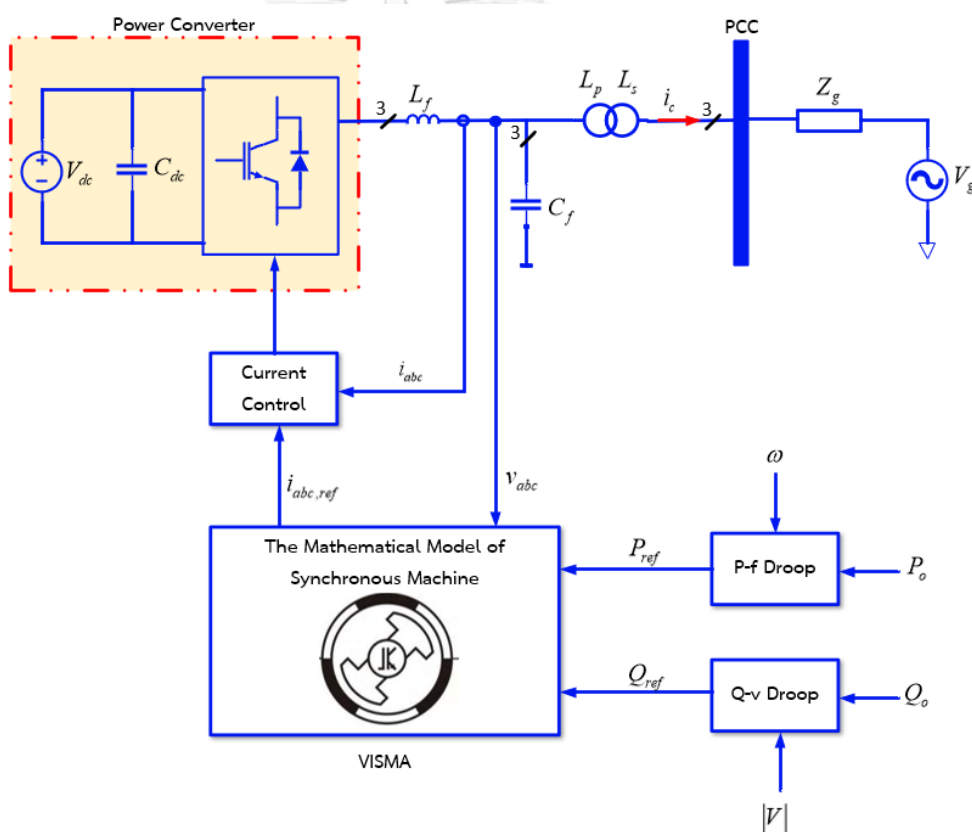 Power Converter
PCC
3
L_f
L_p L_s
i_c
3
Z_g
V_dc
C_dc
3
C_f
V_g
Current
Control
i_abc
i_abc,ref
v_abc
ω
The Mathematical Model of
Synchronous Machine
P_ref
P-f Droop
P_o
Q_ref
Q-v Droop
Q_o
VISMA
|V|